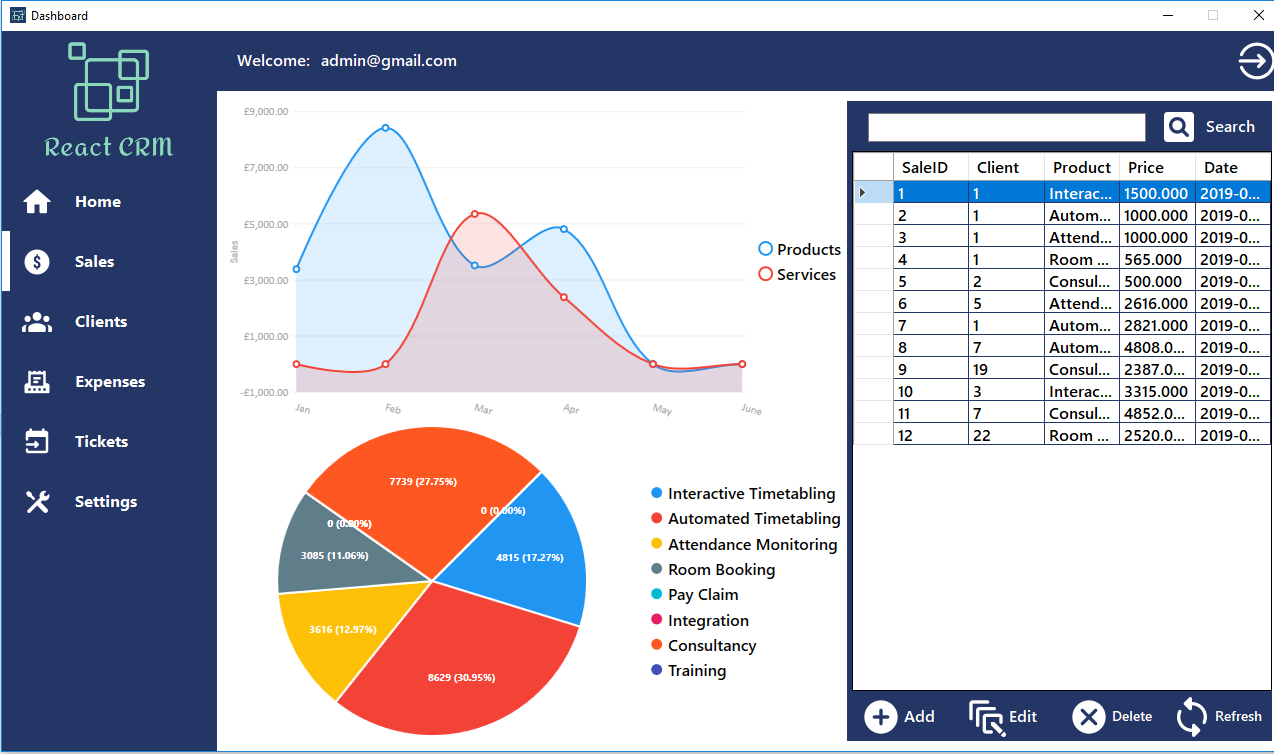 Dashboard
React CRM
Home
Sales
Clients
Expenses
Tickets
Settings
Welcome: admin@gmail.com
£9,000.00
£7,000.00
£5,000.00
£3,000.00
£1,000.00
-£1,000.00
Sales
Jan Feb Mar Apr May June
Products
Services
7739 (27.75%)
0 (0.00%)
0 (0.00%)
3085 (11.06%)
4815 (17.27%)
3616 (12.97%)
8629 (30.95%)
Interactive Timetabling
Automated Timetabling
Attendance Monitoring
Room Booking
Pay Claim
Integration
Consultancy
Training
Search
SaleID Client Product Price Date
1 1 Interac... 1500.000 2019-0...
2 1 Autom... 1000.000 2019-0...
3 1 Attend... 1000.000 2019-0...
4 1 Room ... 565.000 2019-0...
5 2 Consul... 500.000 2019-0...
6 5 Attend... 2616.000 2019-0...
7 1 Autom... 2821.000 2019-0...
8 7 Autom... 4808.0... 2019-0...
9 19 Consul... 2387.0... 2019-0...
10 3 Interac... 3315.000 2019-0...
11 7 Consul... 4852.0... 2019-0...
12 22 Room ... 2520.0... 2019-0...
Add Edit Delete Refresh